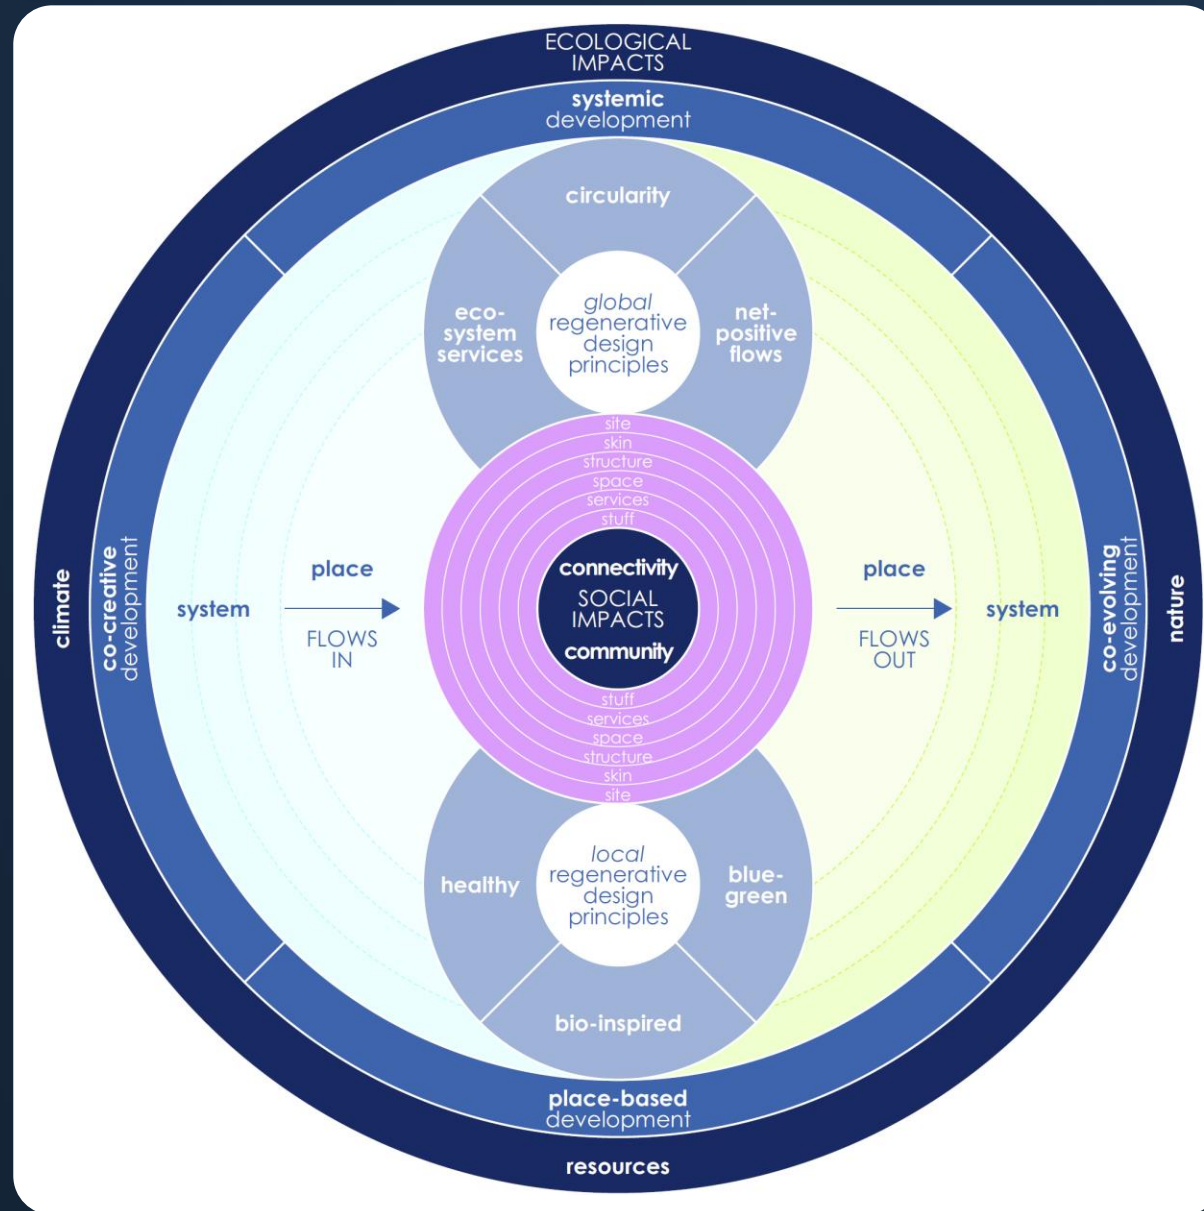 ECOLOGICAL
IMPACTS
systemic
development
circularity
eco-
system
services
global
regenerative
design
principles
net-
positive
flows
site
skin
structure
space
services
stuff
climate
co-creative
development
system
place
FLOWS
IN
connectivity
SOCIAL
IMPACTS
community
place
FLOWS
OUT
system
co-evolving
development
nature
stuff
services
space
structure
skin
site
healthy
local
regenerative
design
principles
blue-
green
bio-inspired
place-based
development
resources